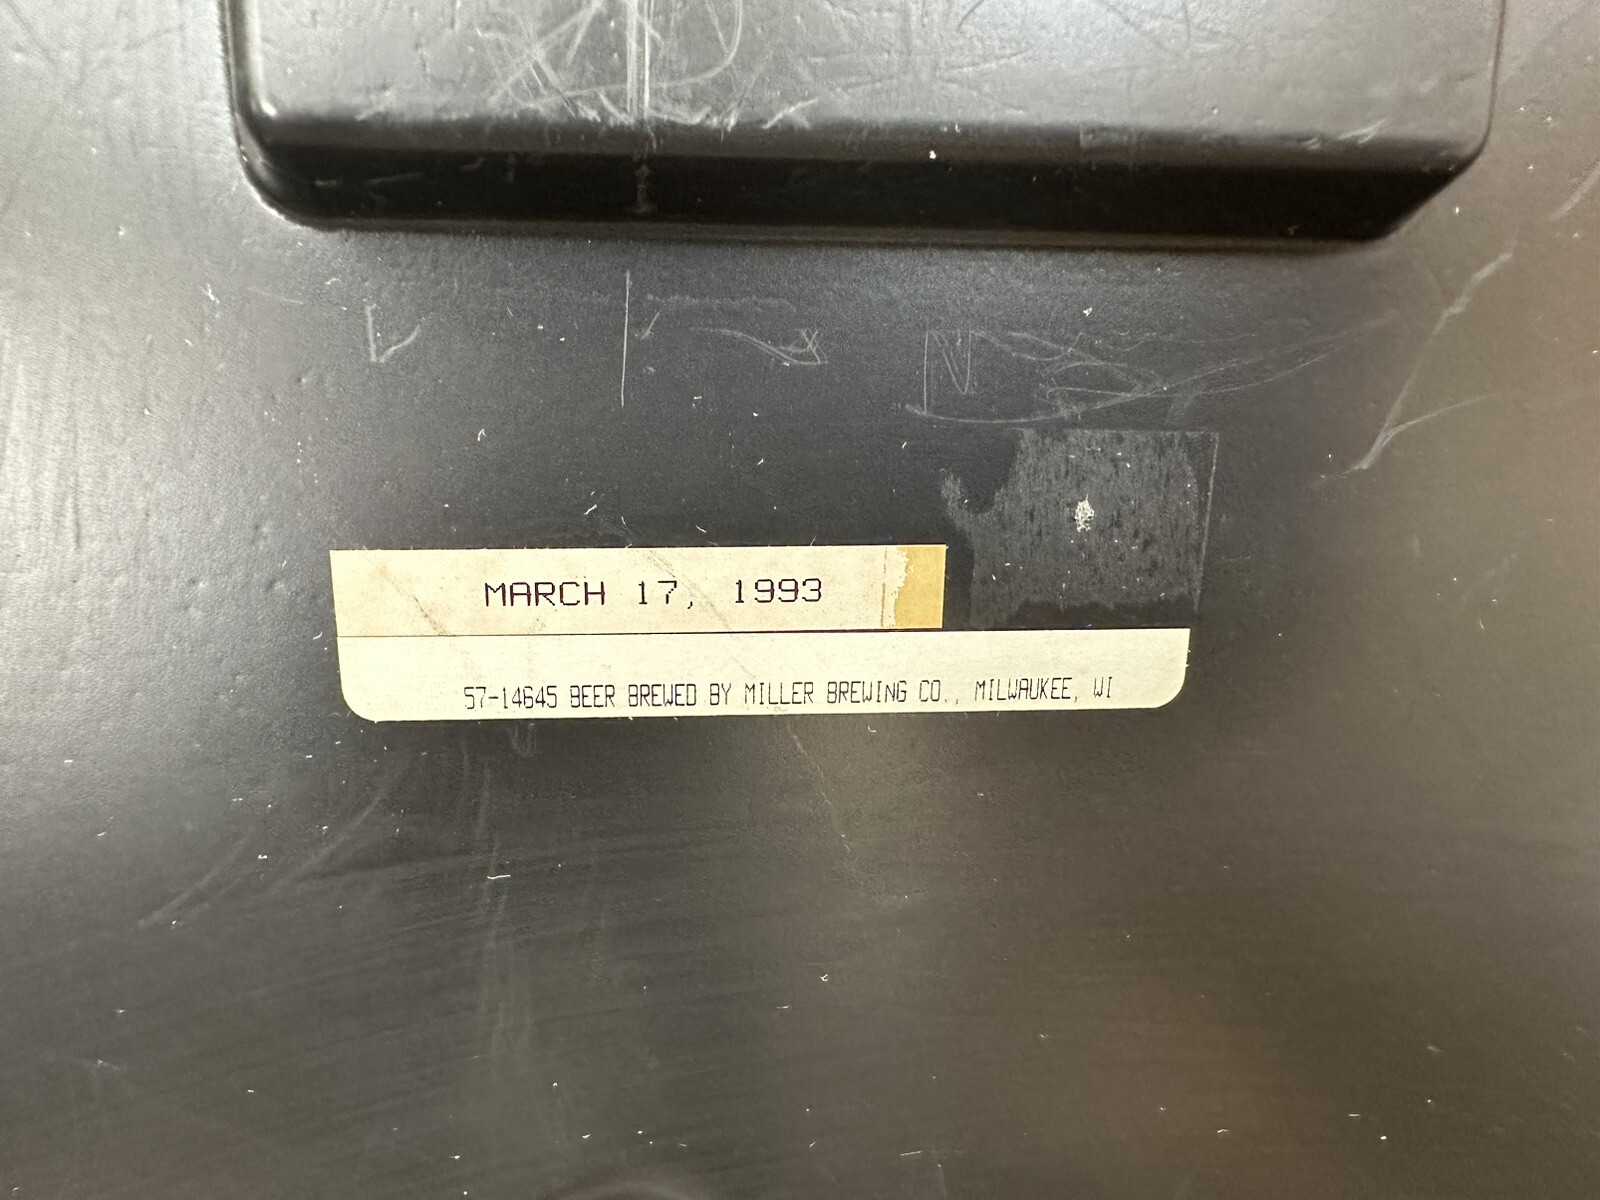 MARCH 17, 1993
57-14645 BEER BREWED BY MILLER BREWING CO., MILWAUKEE, WI